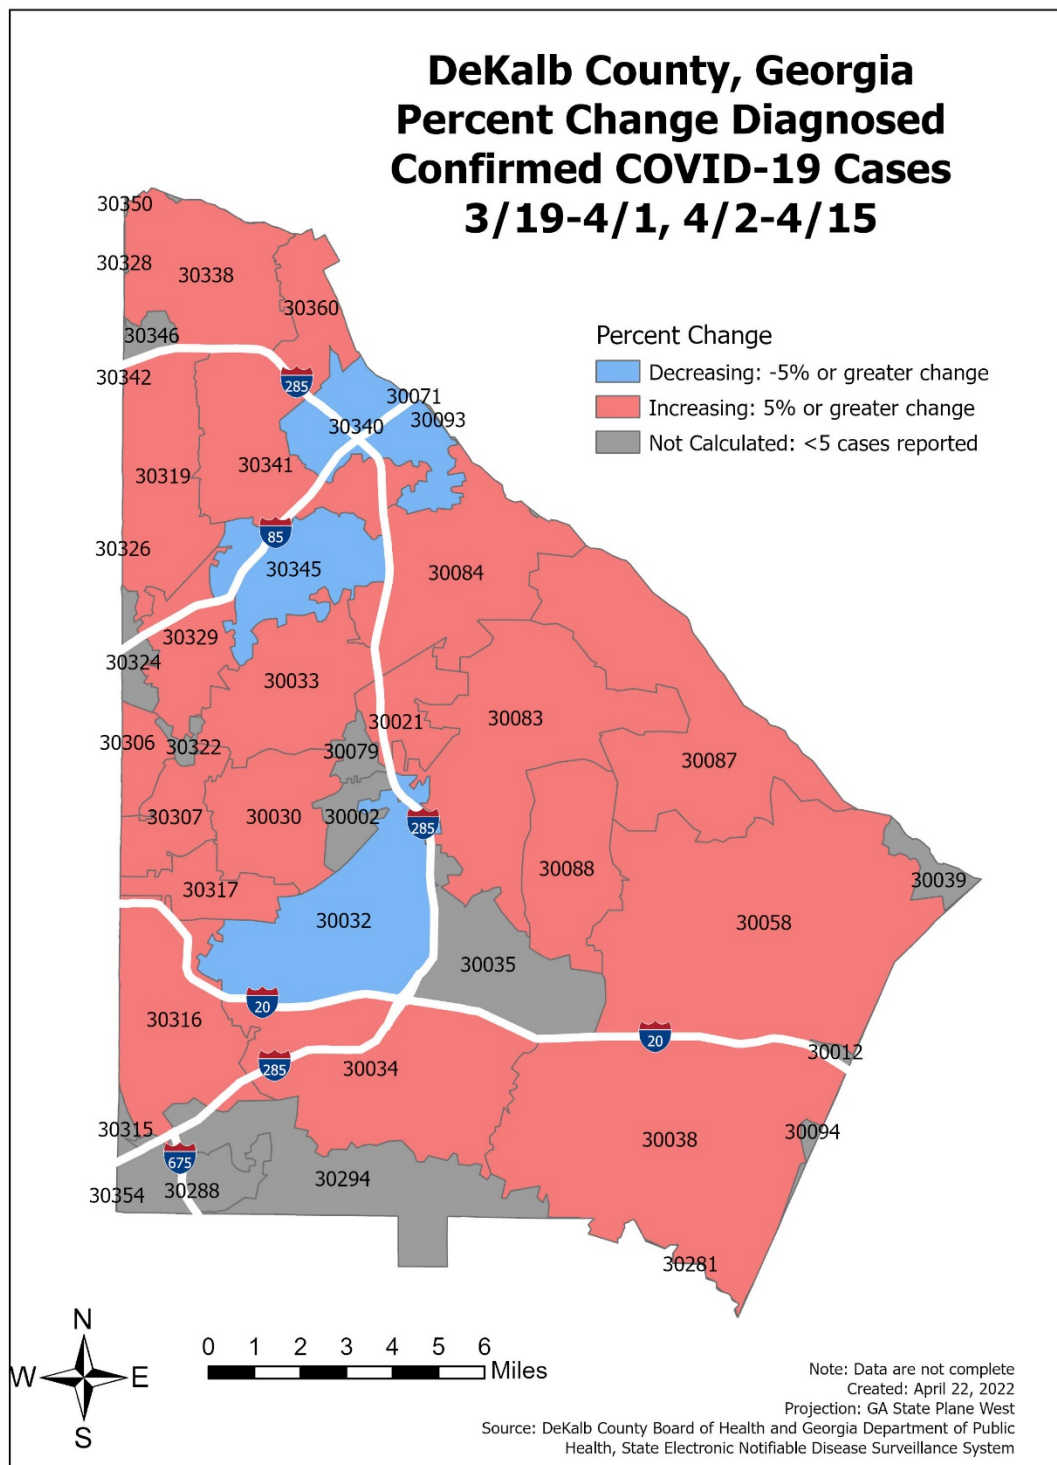 DeKalb County, Georgia
Percent Change Diagnosed
Confirmed COVID-19 Cases
3/19-4/1, 4/2-4/15
Percent Change
Decreasing: -5% or greater change
Increasing: 5% or greater change
Not Calculated: <5 cases reported
30350
30328
30338
30360
30346
30342
285
30071
30093
30340
30319
30341
85
30326
30345
30084
30329
30324
30033
30021
30083
30306
30322
30079
30087
30307
30030
30002
285
30088
30039
30317
30032
30058
30035
20
30316
20
30012
285
30034
30315
30038
30094
675
30354
30288
30294
30281
N
W
E
S
0 1 2 3 4 5 6
Miles
Note: Data are not complete
Created: April 22, 2022
Projection: GA State Plane West
Source: DeKalb County Board of Health and Georgia Department of Public
Health, State Electronic Notifiable Disease Surveillance System